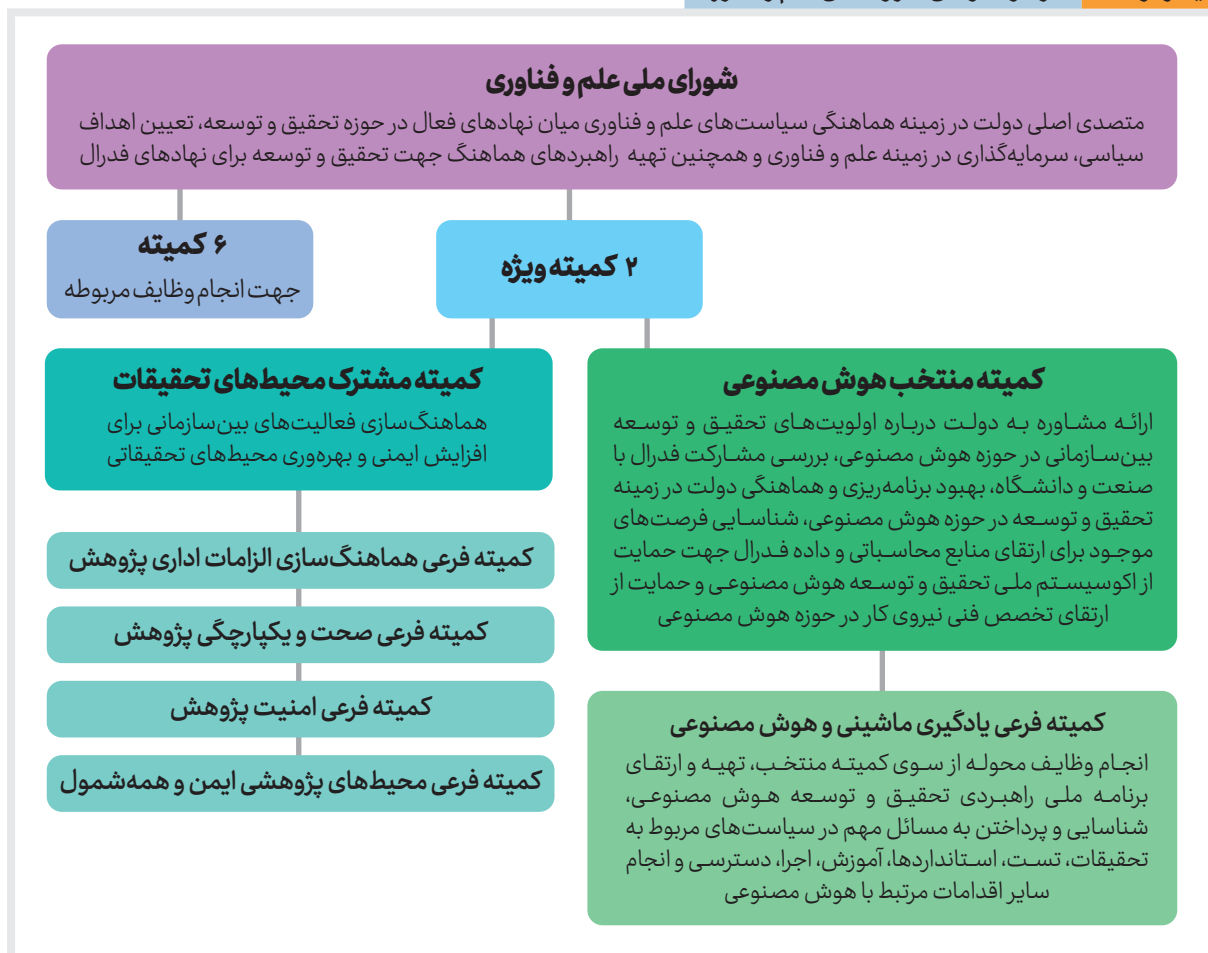 شورای ملی علم و فناوری
متصدی اصلی دولت در زمینه هماهنگی سیاست‌های علم و فناوری میان نهادهای فعال در حوزه تحقیق و توسعه، تعیین اهداف
سیاسی، سرمایه‌گذاری در زمینه علم و فناوری و همچنین تهیه راهبردهای هماهنگ جهت تحقیق و توسعه برای نهادهای فدرال
۲ کمیته ویژه
۶ کمیته
جهت انجام وظایف مربوطه
کمیته منتخب هوش مصنوعی
ارائه مشاوره به دولت درباره اولویت‌های تحقیق و توسعه
بین‌سازمانی در حوزه هوش مصنوعی، بررسی مشارکت فدرال با
صنعت و دانشگاه، بهبود برنامه‌ریزی و هماهنگی دولت در زمینه
تحقیق و توسعه در حوزه هوش مصنوعی، شناسایی فرصت‌های
موجود برای ارتقای منابع محاسباتی و داده فدرال جهت حمایت
از اکوسیستم ملی تحقیق و توسعه هوش مصنوعی و حمایت از
ارتقای تخصص فنی نیروی کار در حوزه هوش مصنوعی
کمیته فرعی یادگیری ماشینی و هوش مصنوعی
انجام وظایف محوله از سوی کمیته منتخب، تهیه و ارتقای
برنامه ملی راهبردی تحقیق و توسعه هوش مصنوعی،
شناسایی و پرداختن به مسائل مهم در سیاست‌های مربوط به
تحقیقات، تست، استانداردها، آموزش، اجرا، دسترسی و انجام
سایر اقدامات مرتبط با هوش مصنوعی
کمیته مشترک محیط‌های تحقیقات
هماهنگ‌سازی فعالیت‌های بین‌سازمانی برای
افزایش ایمنی و بهره‌وری محیط‌های تحقیقاتی
کمیته فرعی هماهنگ‌سازی الزامات اداری پژوهش
کمیته فرعی صحت و یکپارچگی پژوهش
کمیته فرعی امنیت پژوهش
کمیته فرعی محیط‌های پژوهشی ایمن و همه‌شمول